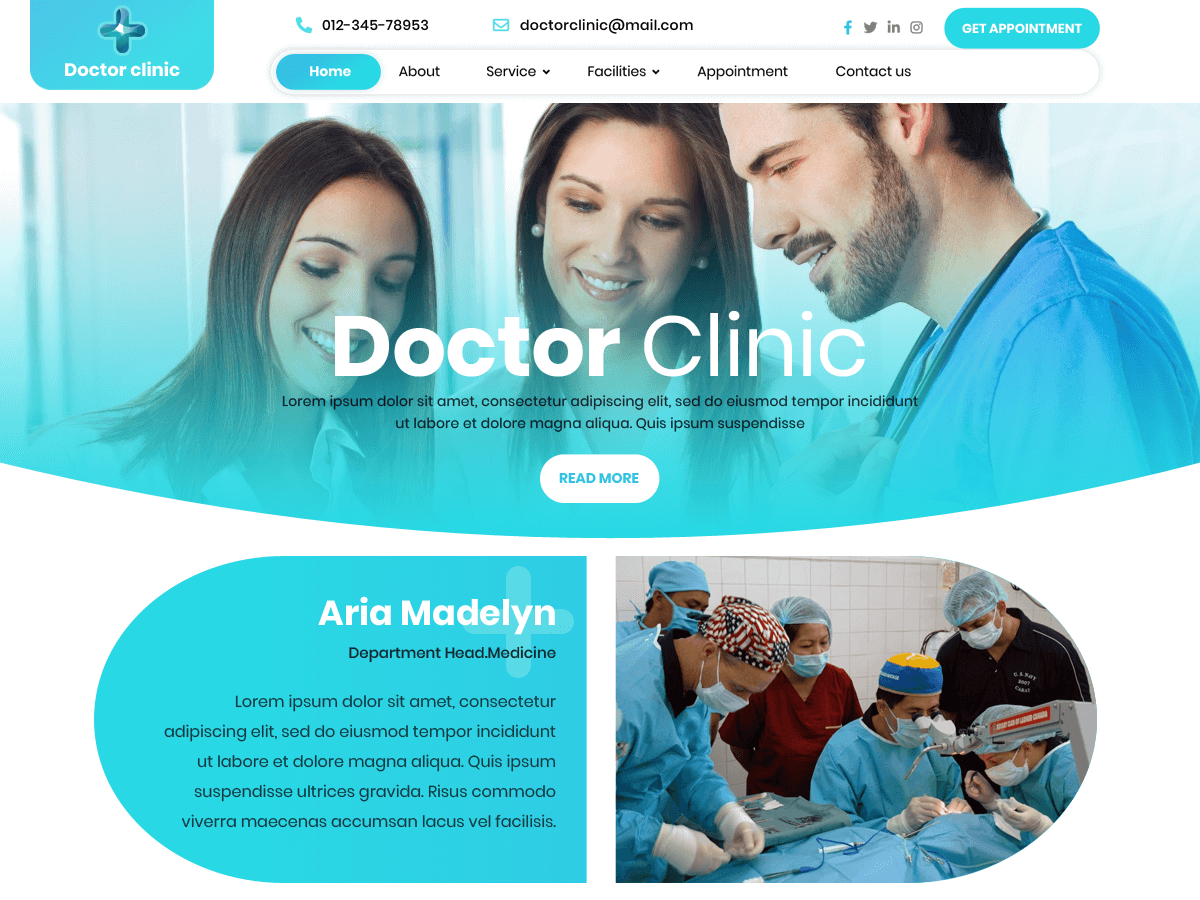 Doctor clinic
012-345-78953
doctorclinic@mail.com
GET APPOINTMENT
Home
About
Service
Facilities
Appointment
Contact us
Doctor Clinic
Lorem ipsum dolor sit amet, consectetur adipiscing elit, sed do eiusmod tempor incididunt
ut labore et dolore magna aliqua. Quis ipsum suspendisse
READ MORE
Aria Madelyn
Department Head.Medicine
Lorem ipsum dolor sit amet, consectetur
adipiscing elit, sed do eiusmod tempor incididunt
ut labore et dolore magna aliqua. Quis ipsum
suspendisse ultrices gravida. Risus commodo
viverra maecenas accumsan lacus vel facilisis.
U.S. NAVY
2007